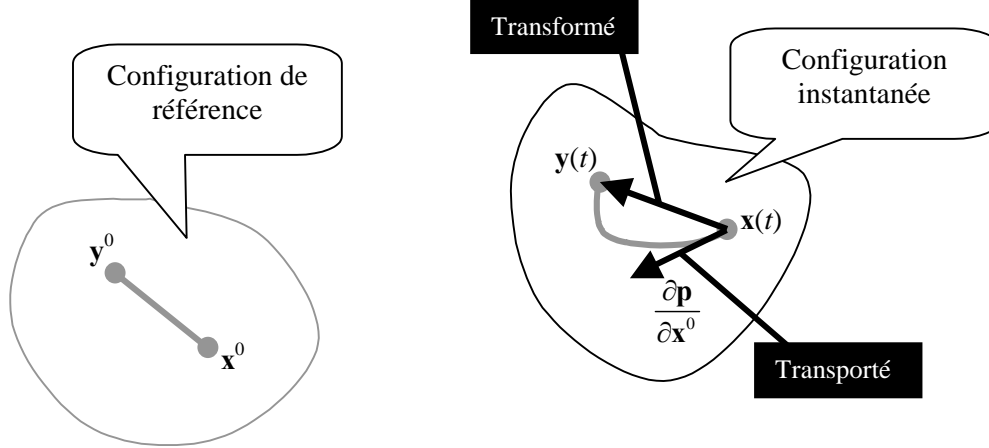 Configuration de
référence
y⁰
x⁰
Transformé
Configuration
instantanée
y(t)
x(t)
∂p
∂x⁰
Transporté